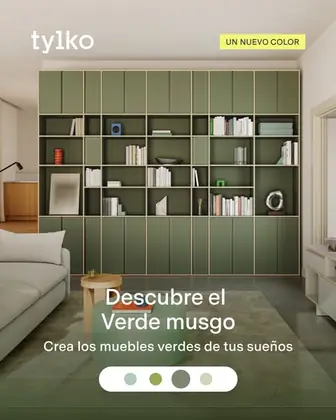 tylko
UN NUEVO COLOR
Descubre el
Verde musgo
Crea los muebles verdes de tus sueños